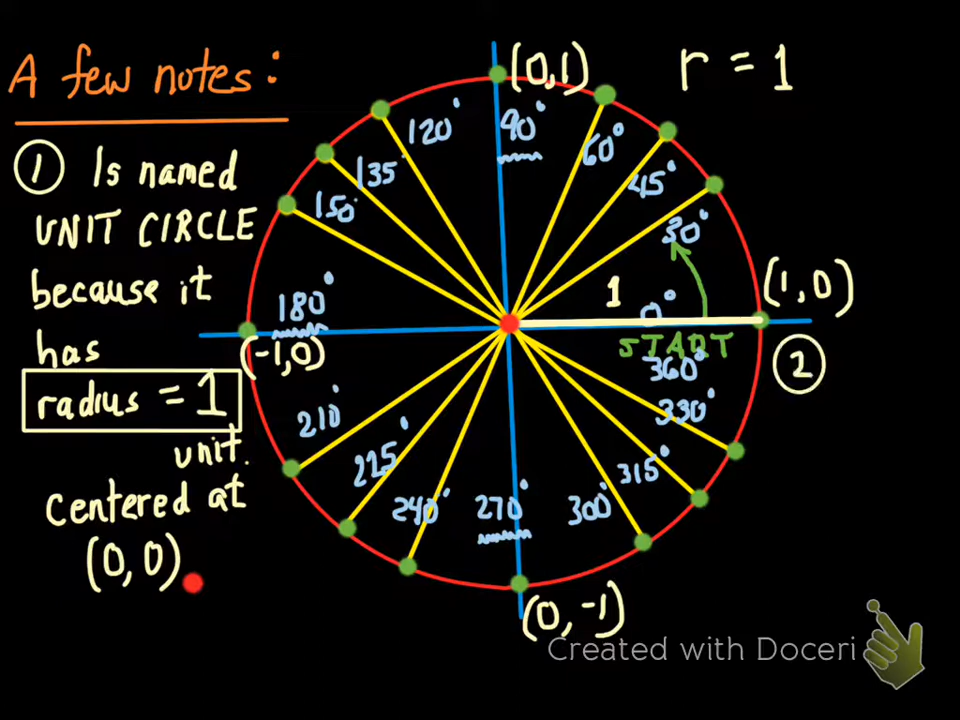 A few notes:
① Is named
UNIT CIRCLE
because it
has
radius = 1
unit.
centered at
(0,0)
r = 1
(0,1)
120°
90°
60°
135
45°
150
30°
(1,0)
1
180°
0°
START
(-1,0)
②
360°
210°
330°
225°
315°
240°
270°
300°
(0,-1)
Created with Doceri